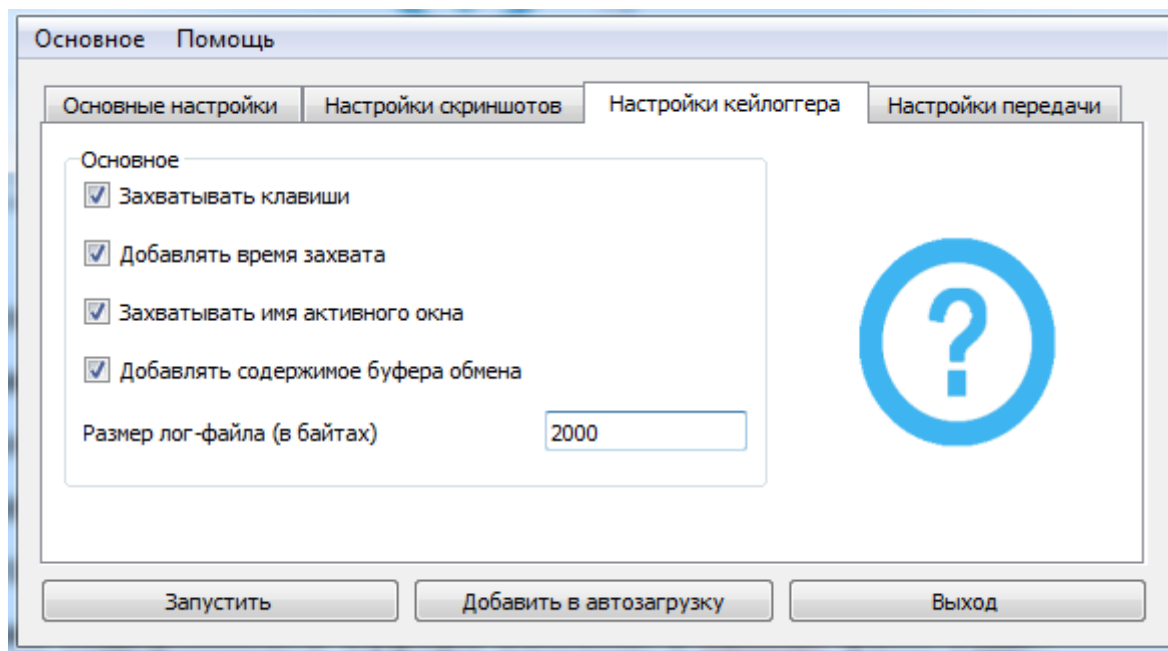 Основное Помощь
Основные настройки Настройки скриншотов Настройки кейлоггера Настройки передачи
Основное
Захватывать клавиши
Добавлять время захвата
Захватывать имя активного окна
Добавлять содержимое буфера обмена
Размер лог-файла (в байтах) 2000
?
Запустить Добавить в автозагрузку Выход